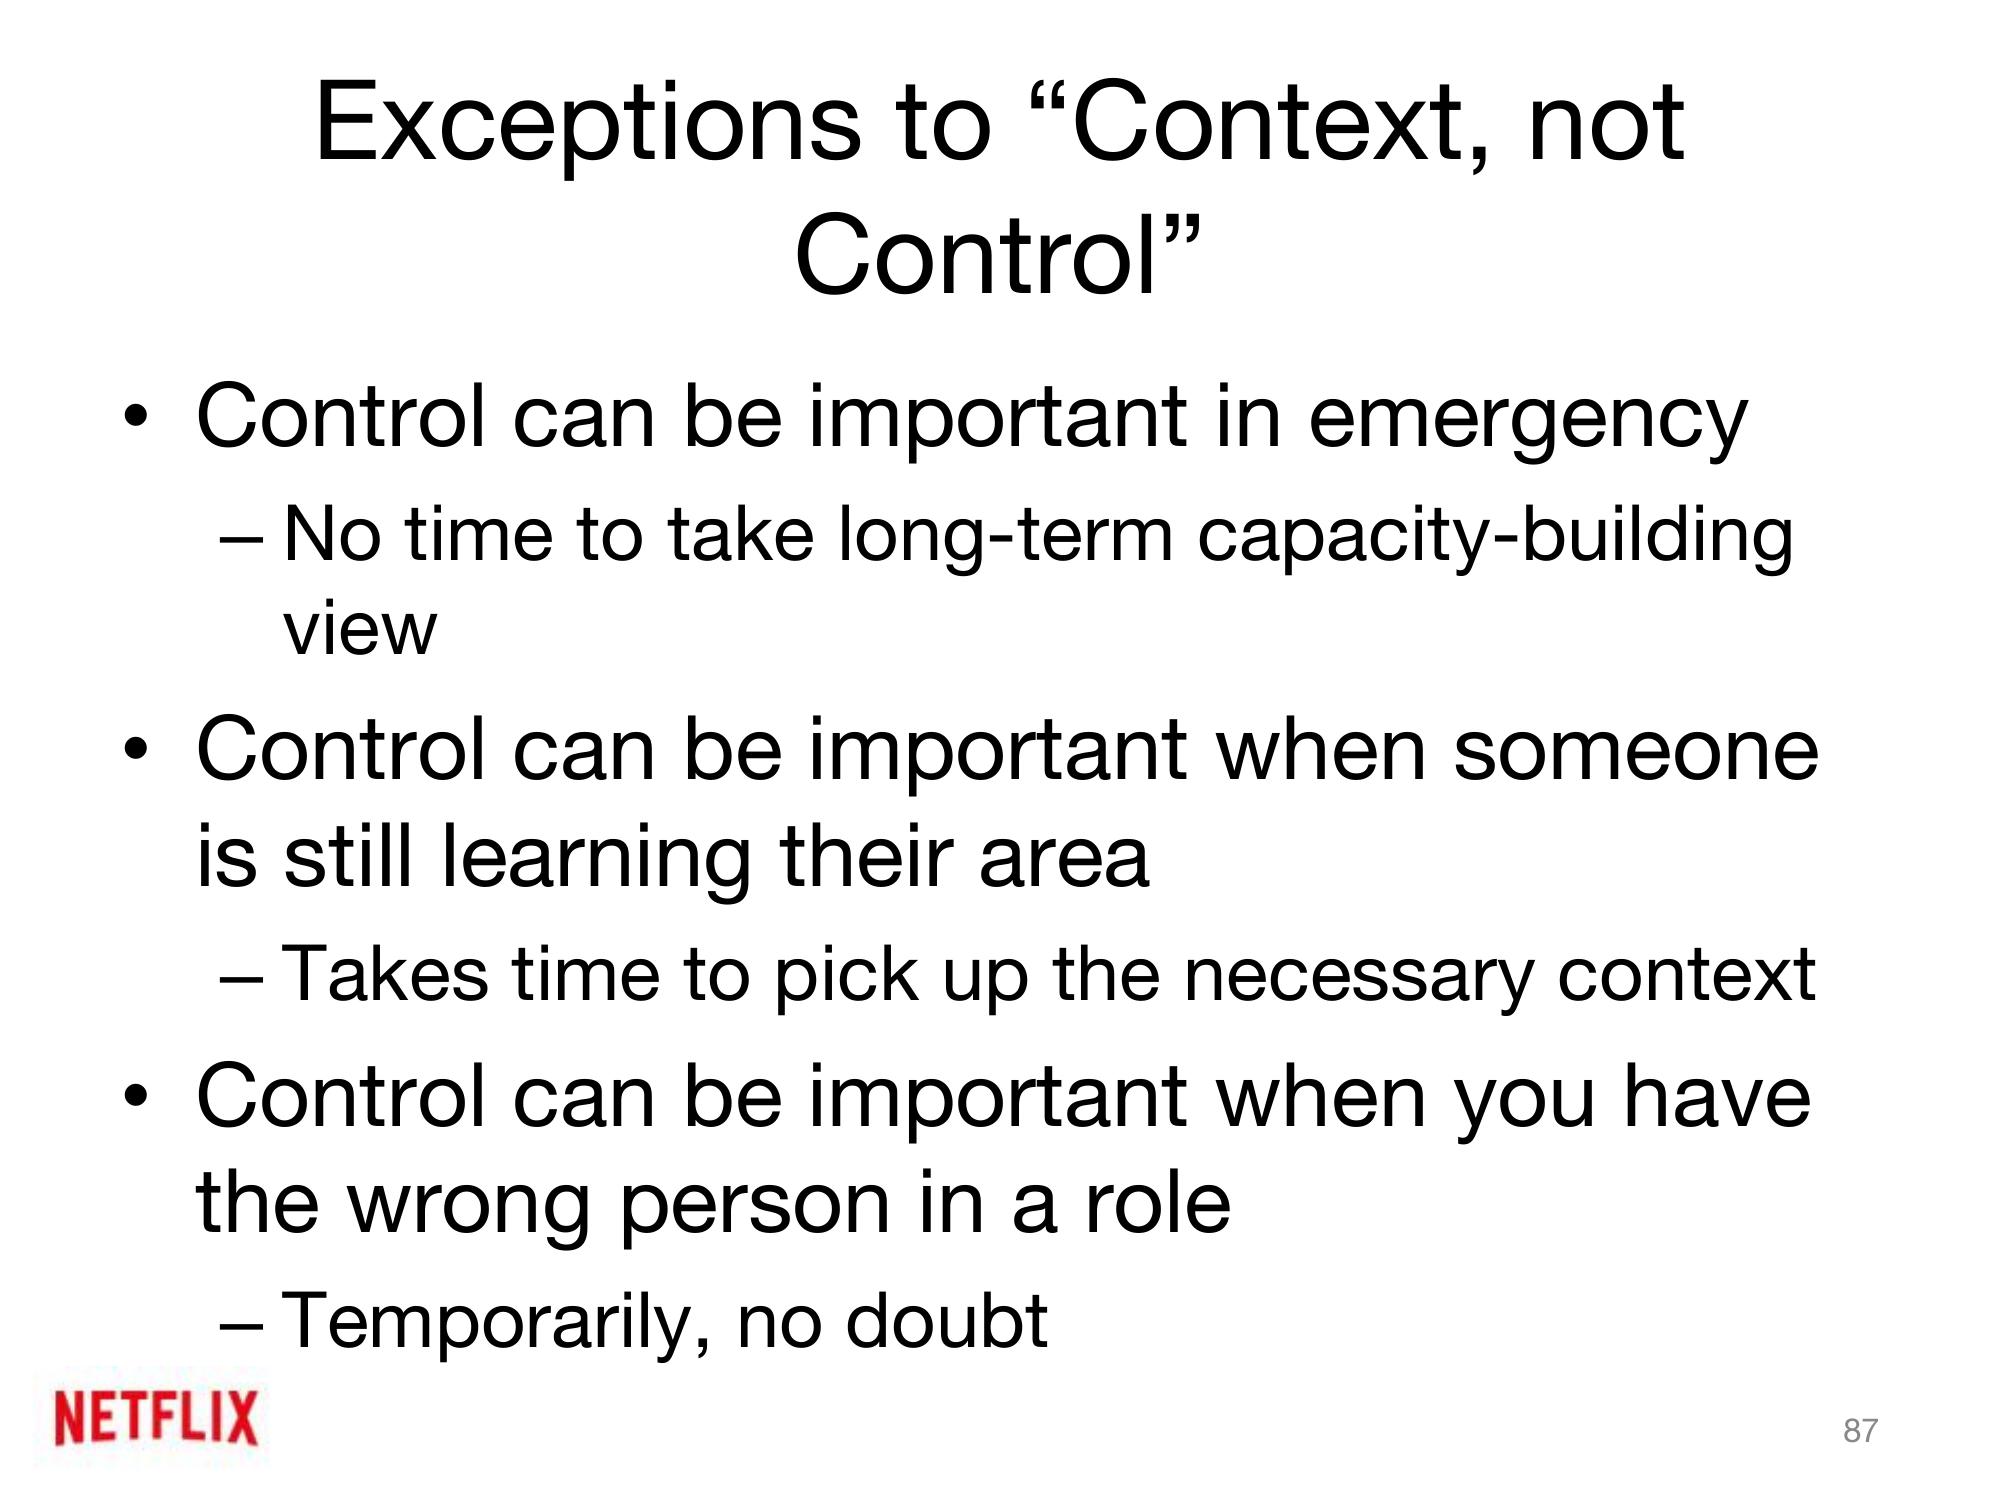 Exceptions to “Context, not
Control”
• Control can be important in emergency
– No time to take long-term capacity-building
view
• Control can be important when someone
is still learning their area
– Takes time to pick up the necessary context
• Control can be important when you have
the wrong person in a role
– Temporarily, no doubt
NETFLIX
87